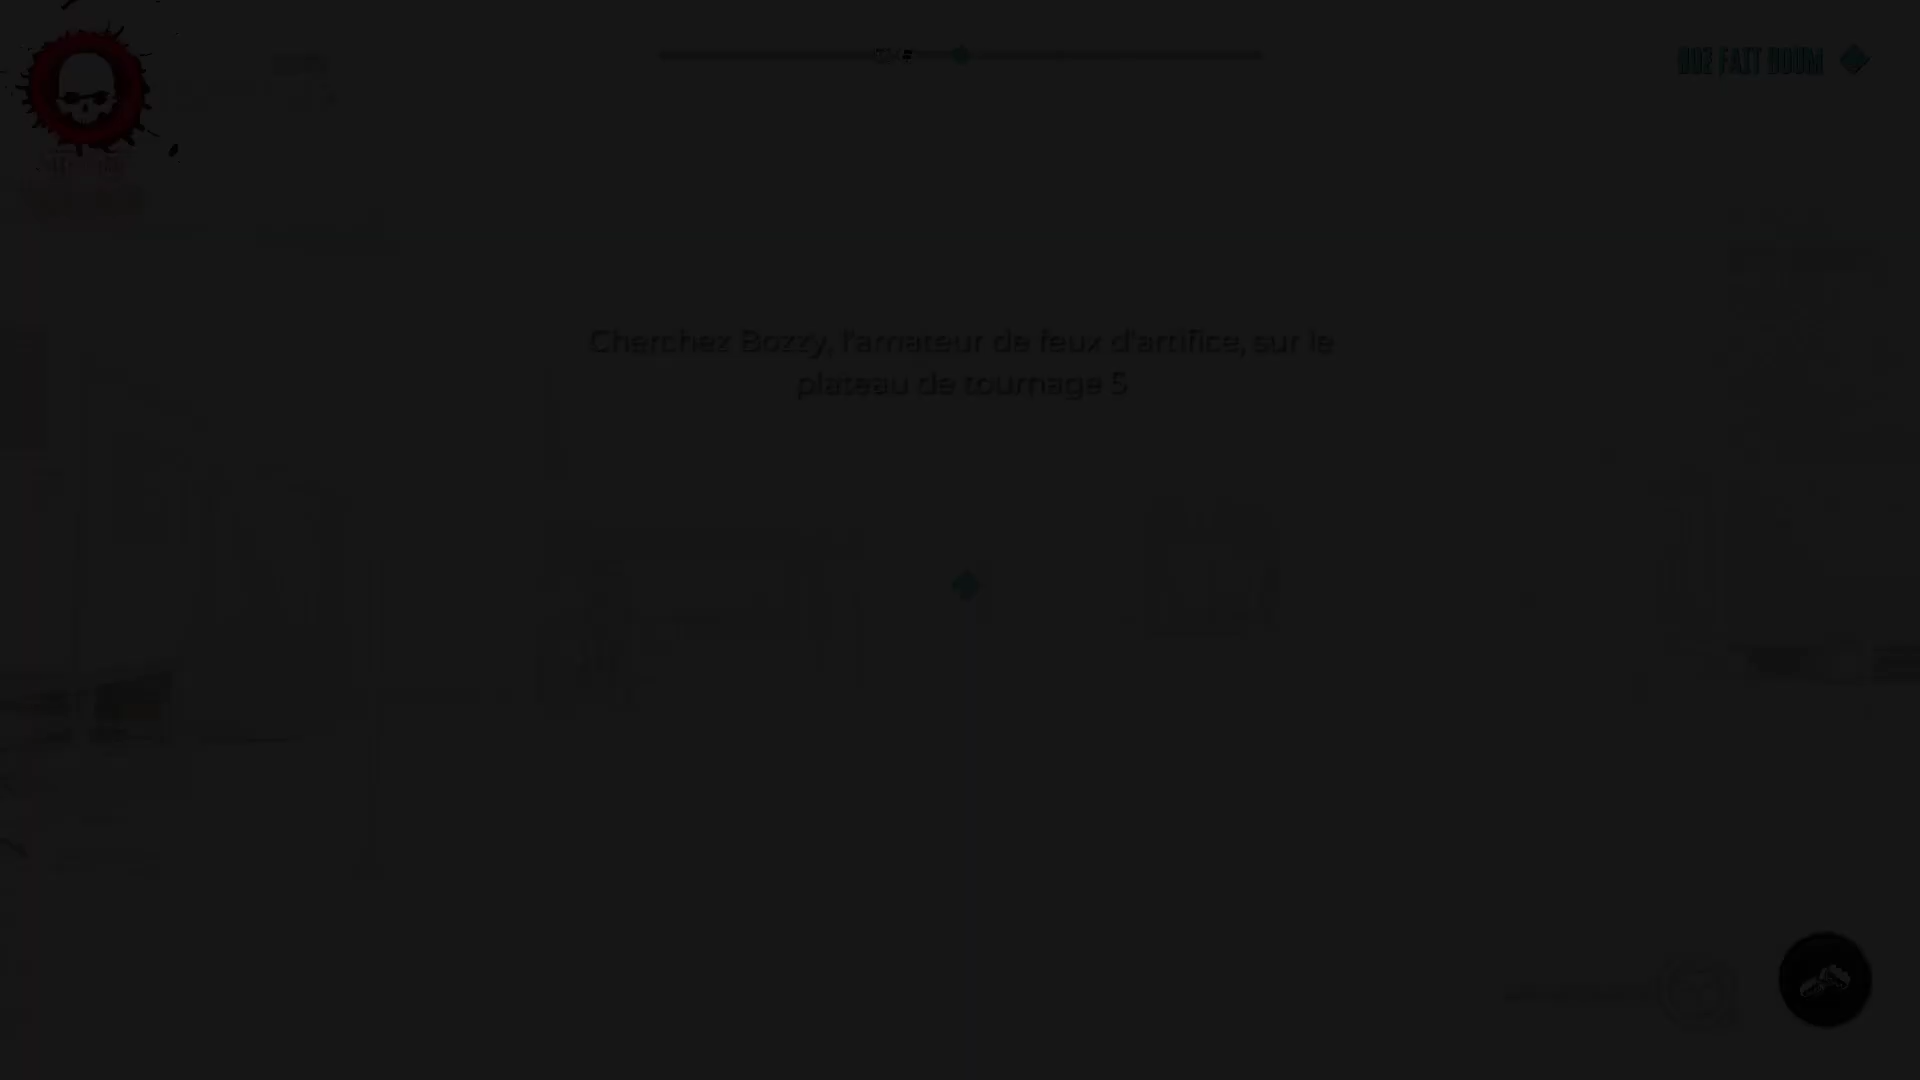 BOZ FAIT BOUM
Cherchez Bozzy, l'amateur de feux d'artifice, sur le
plateau de tournage 5